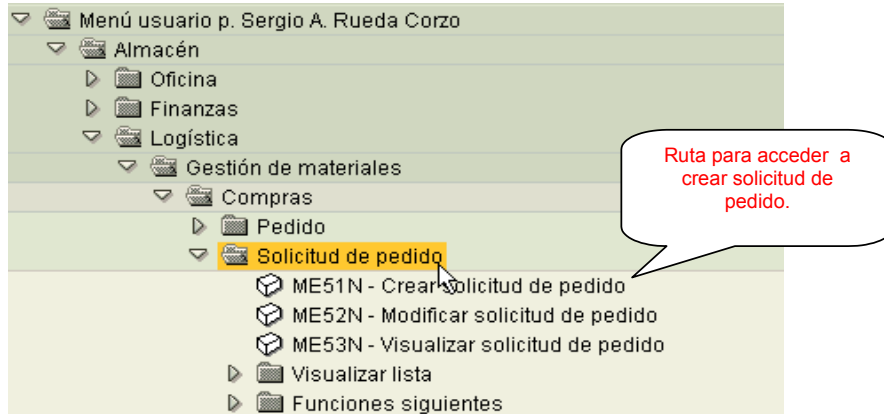 Menú usuario p. Sergio A. Rueda Corzo
Almacén
Oficina
Finanzas
Logística
Gestión de materiales
Compras
Pedido
Solicitud de pedido
ME51N - Crear solicitud de pedido
ME52N - Modificar solicitud de pedido
ME53N - Visualizar solicitud de pedido
Visualizar lista
Funciones siguientes
Ruta para acceder a
crear solicitud de
pedido.